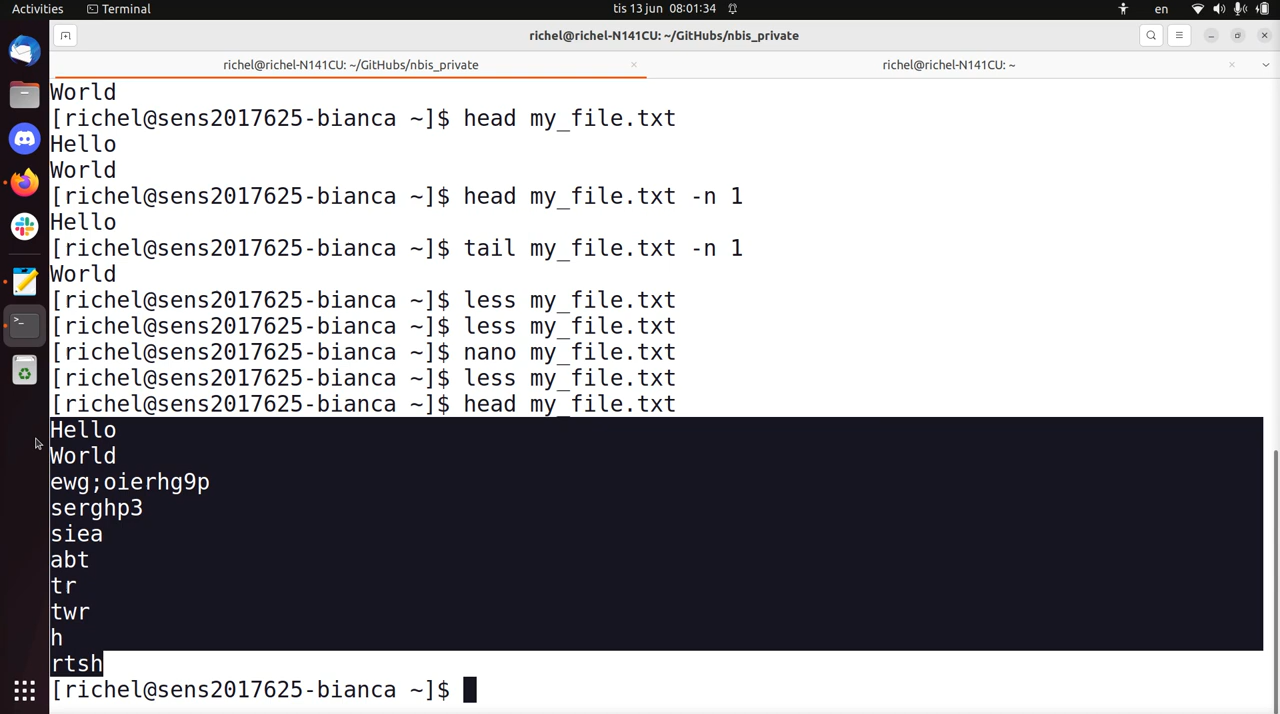 Activities
Terminal
tis 13 jun  08:01:34
en
richel@richel-N141CU: ~/GitHubs/nbis_private
richel@richel-N141CU: ~/GitHubs/nbis_private
richel@richel-N141CU: ~
World
[richel@sens2017625-bianca ~]$ head my_file.txt
Hello
World
[richel@sens2017625-bianca ~]$ head my_file.txt -n 1
Hello
[richel@sens2017625-bianca ~]$ tail my_file.txt -n 1
World
[richel@sens2017625-bianca ~]$ less my_file.txt
[richel@sens2017625-bianca ~]$ less my_file.txt
[richel@sens2017625-bianca ~]$ nano my_file.txt
[richel@sens2017625-bianca ~]$ less my_file.txt
[richel@sens2017625-bianca ~]$ head my_file.txt
Hello
World
ewg;oierhg9p
serghp3
siea
abt
tr
twr
h
rtsh
[richel@sens2017625-bianca ~]$